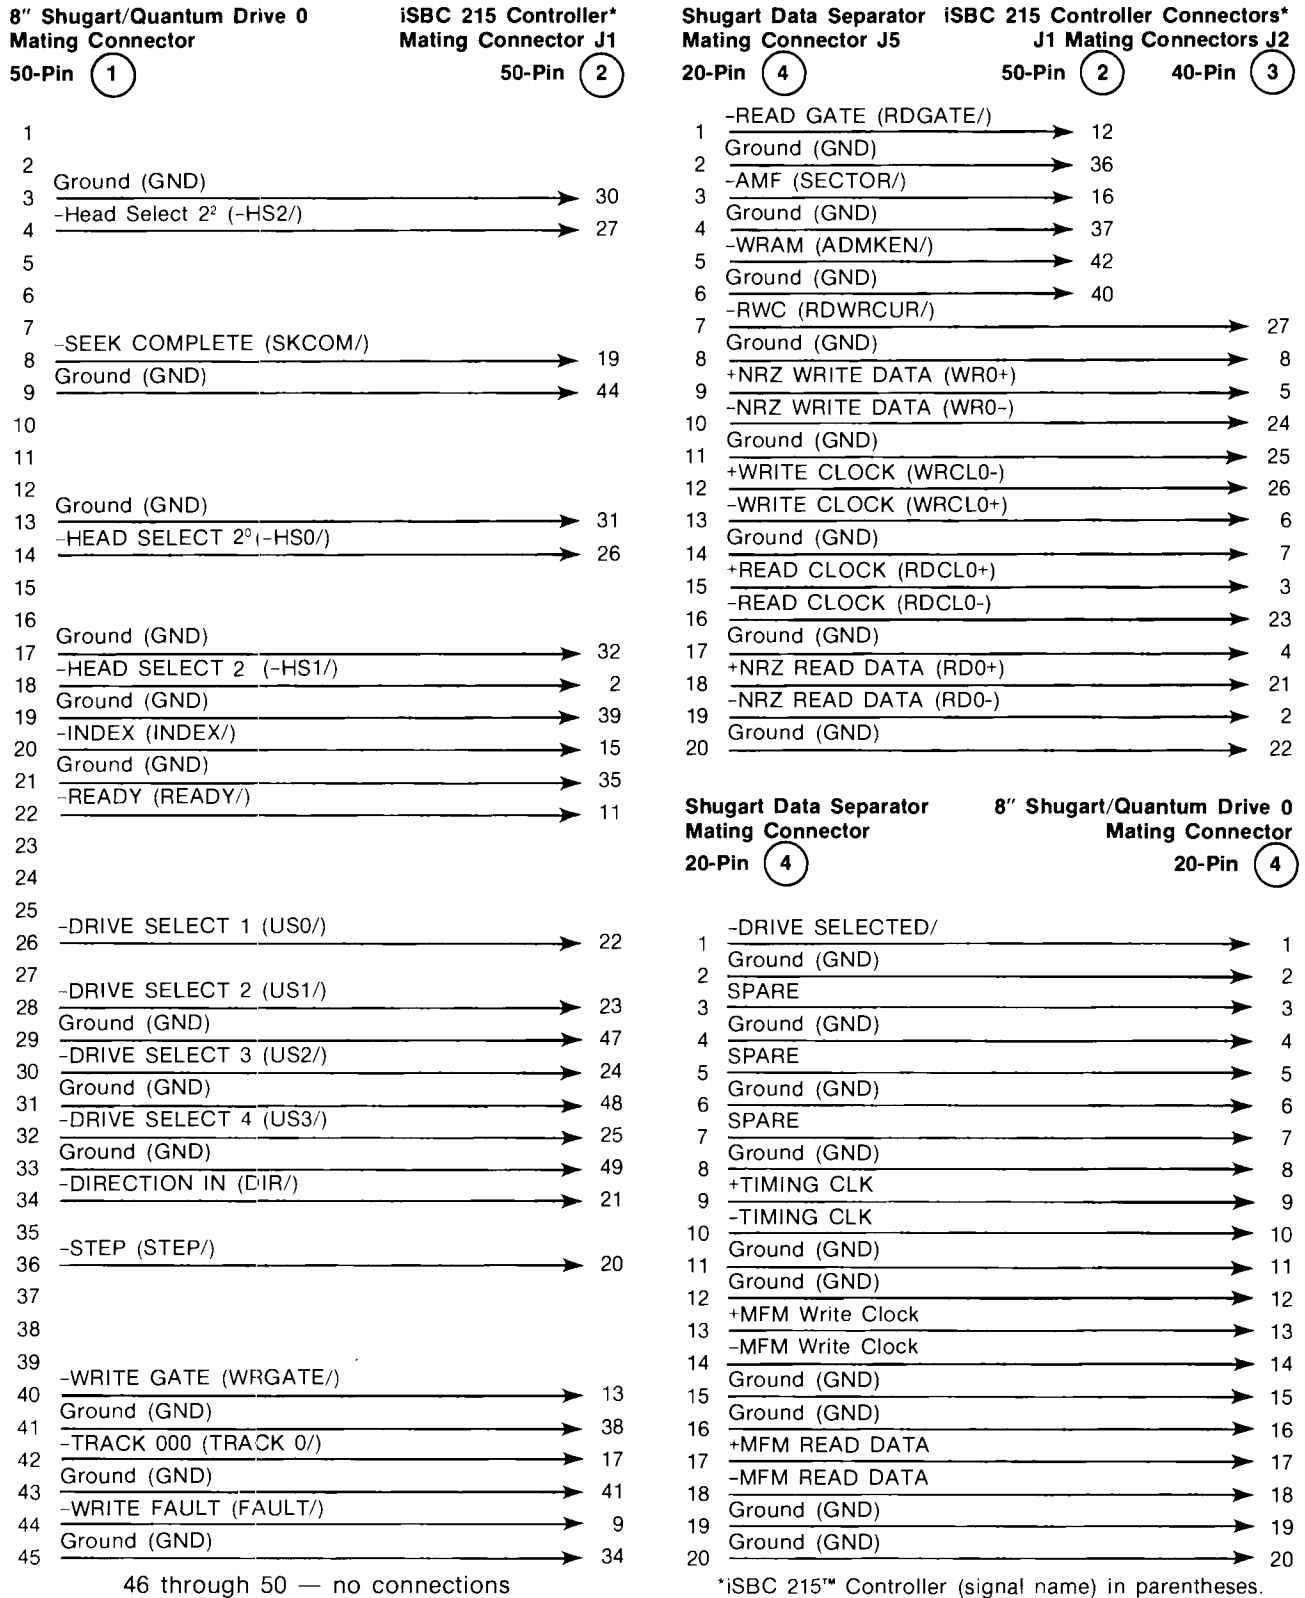 8″ Shugart/Quantum Drive 0 iSBC 215 Controller*
Mating Connector Mating Connector J1
50-Pin 1 50-Pin 2
1
2
Ground (GND)
3 30
-Head Select 2² (-HS2/)
4 27
5
6
7
-SEEK COMPLETE (SKCOM/)
8 19
Ground (GND)
9 44
10
11
12
Ground (GND)
13 31
-HEAD SELECT 2⁰ (-HS0/)
14 26
15
16
Ground (GND)
17 32
-HEAD SELECT 2 (-HS1/)
18 2
Ground (GND)
19 39
-INDEX (INDEX/)
20 15
Ground (GND)
21 35
-READY (READY/)
22 11
23
24
25
-DRIVE SELECT 1 (US0/)
26 22
27
-DRIVE SELECT 2 (US1/)
28 23
Ground (GND)
29 47
-DRIVE SELECT 3 (US2/)
30 24
Ground (GND)
31 48
-DRIVE SELECT 4 (US3/)
32 25
Ground (GND)
33 49
-DIRECTION IN (DIR/)
34 21
35
-STEP (STEP/)
36 20
37
38
39
-WRITE GATE (WRGATE/)
40 13
Ground (GND)
41 38
-TRACK 000 (TRACK 0/)
42 17
Ground (GND)
43 41
-WRITE FAULT (FAULT/)
44 9
Ground (GND)
45 34
46 through 50 — no connections
Shugart Data Separator iSBC 215 Controller Connectors*
Mating Connector J5 J1 Mating Connectors J2
20-Pin 4 50-Pin 2 40-Pin 3
-READ GATE (RDGATE/)
1 12
Ground (GND)
2 36
-AMF (SECTOR/)
3 16
Ground (GND)
4 37
-WRAM (ADMKEN/)
5 42
Ground (GND)
6 40
-RWC (RDWRCUR/)
7 27
Ground (GND)
8 8
+NRZ WRITE DATA (WR0+)
9 5
-NRZ WRITE DATA (WR0-)
10 24
Ground (GND)
11 25
+WRITE CLOCK (WRCL0-)
12 26
-WRITE CLOCK (WRCL0+)
13 6
Ground (GND)
14 7
+READ CLOCK (RDCL0+)
15 3
-READ CLOCK (RDCL0-)
16 23
Ground (GND)
17 4
+NRZ READ DATA (RD0+)
18 21
-NRZ READ DATA (RD0-)
19 2
Ground (GND)
20 22
Shugart Data Separator 8″ Shugart/Quantum Drive 0
Mating Connector Mating Connector
20-Pin 4 20-Pin 4
-DRIVE SELECTED/
1 1
Ground (GND)
2 2
SPARE
3 3
Ground (GND)
4 4
SPARE
5 5
Ground (GND)
6 6
SPARE
7 7
Ground (GND)
8 8
+TIMING CLK
9 9
-TIMING CLK
10 10
Ground (GND)
11 11
Ground (GND)
12 12
+MFM Write Clock
13 13
-MFM Write Clock
14 14
Ground (GND)
15 15
Ground (GND)
16 16
+MFM READ DATA
17 17
-MFM READ DATA
18 18
Ground (GND)
19 19
Ground (GND)
20 20
*iSBC 215™ Controller (signal name) in parentheses.